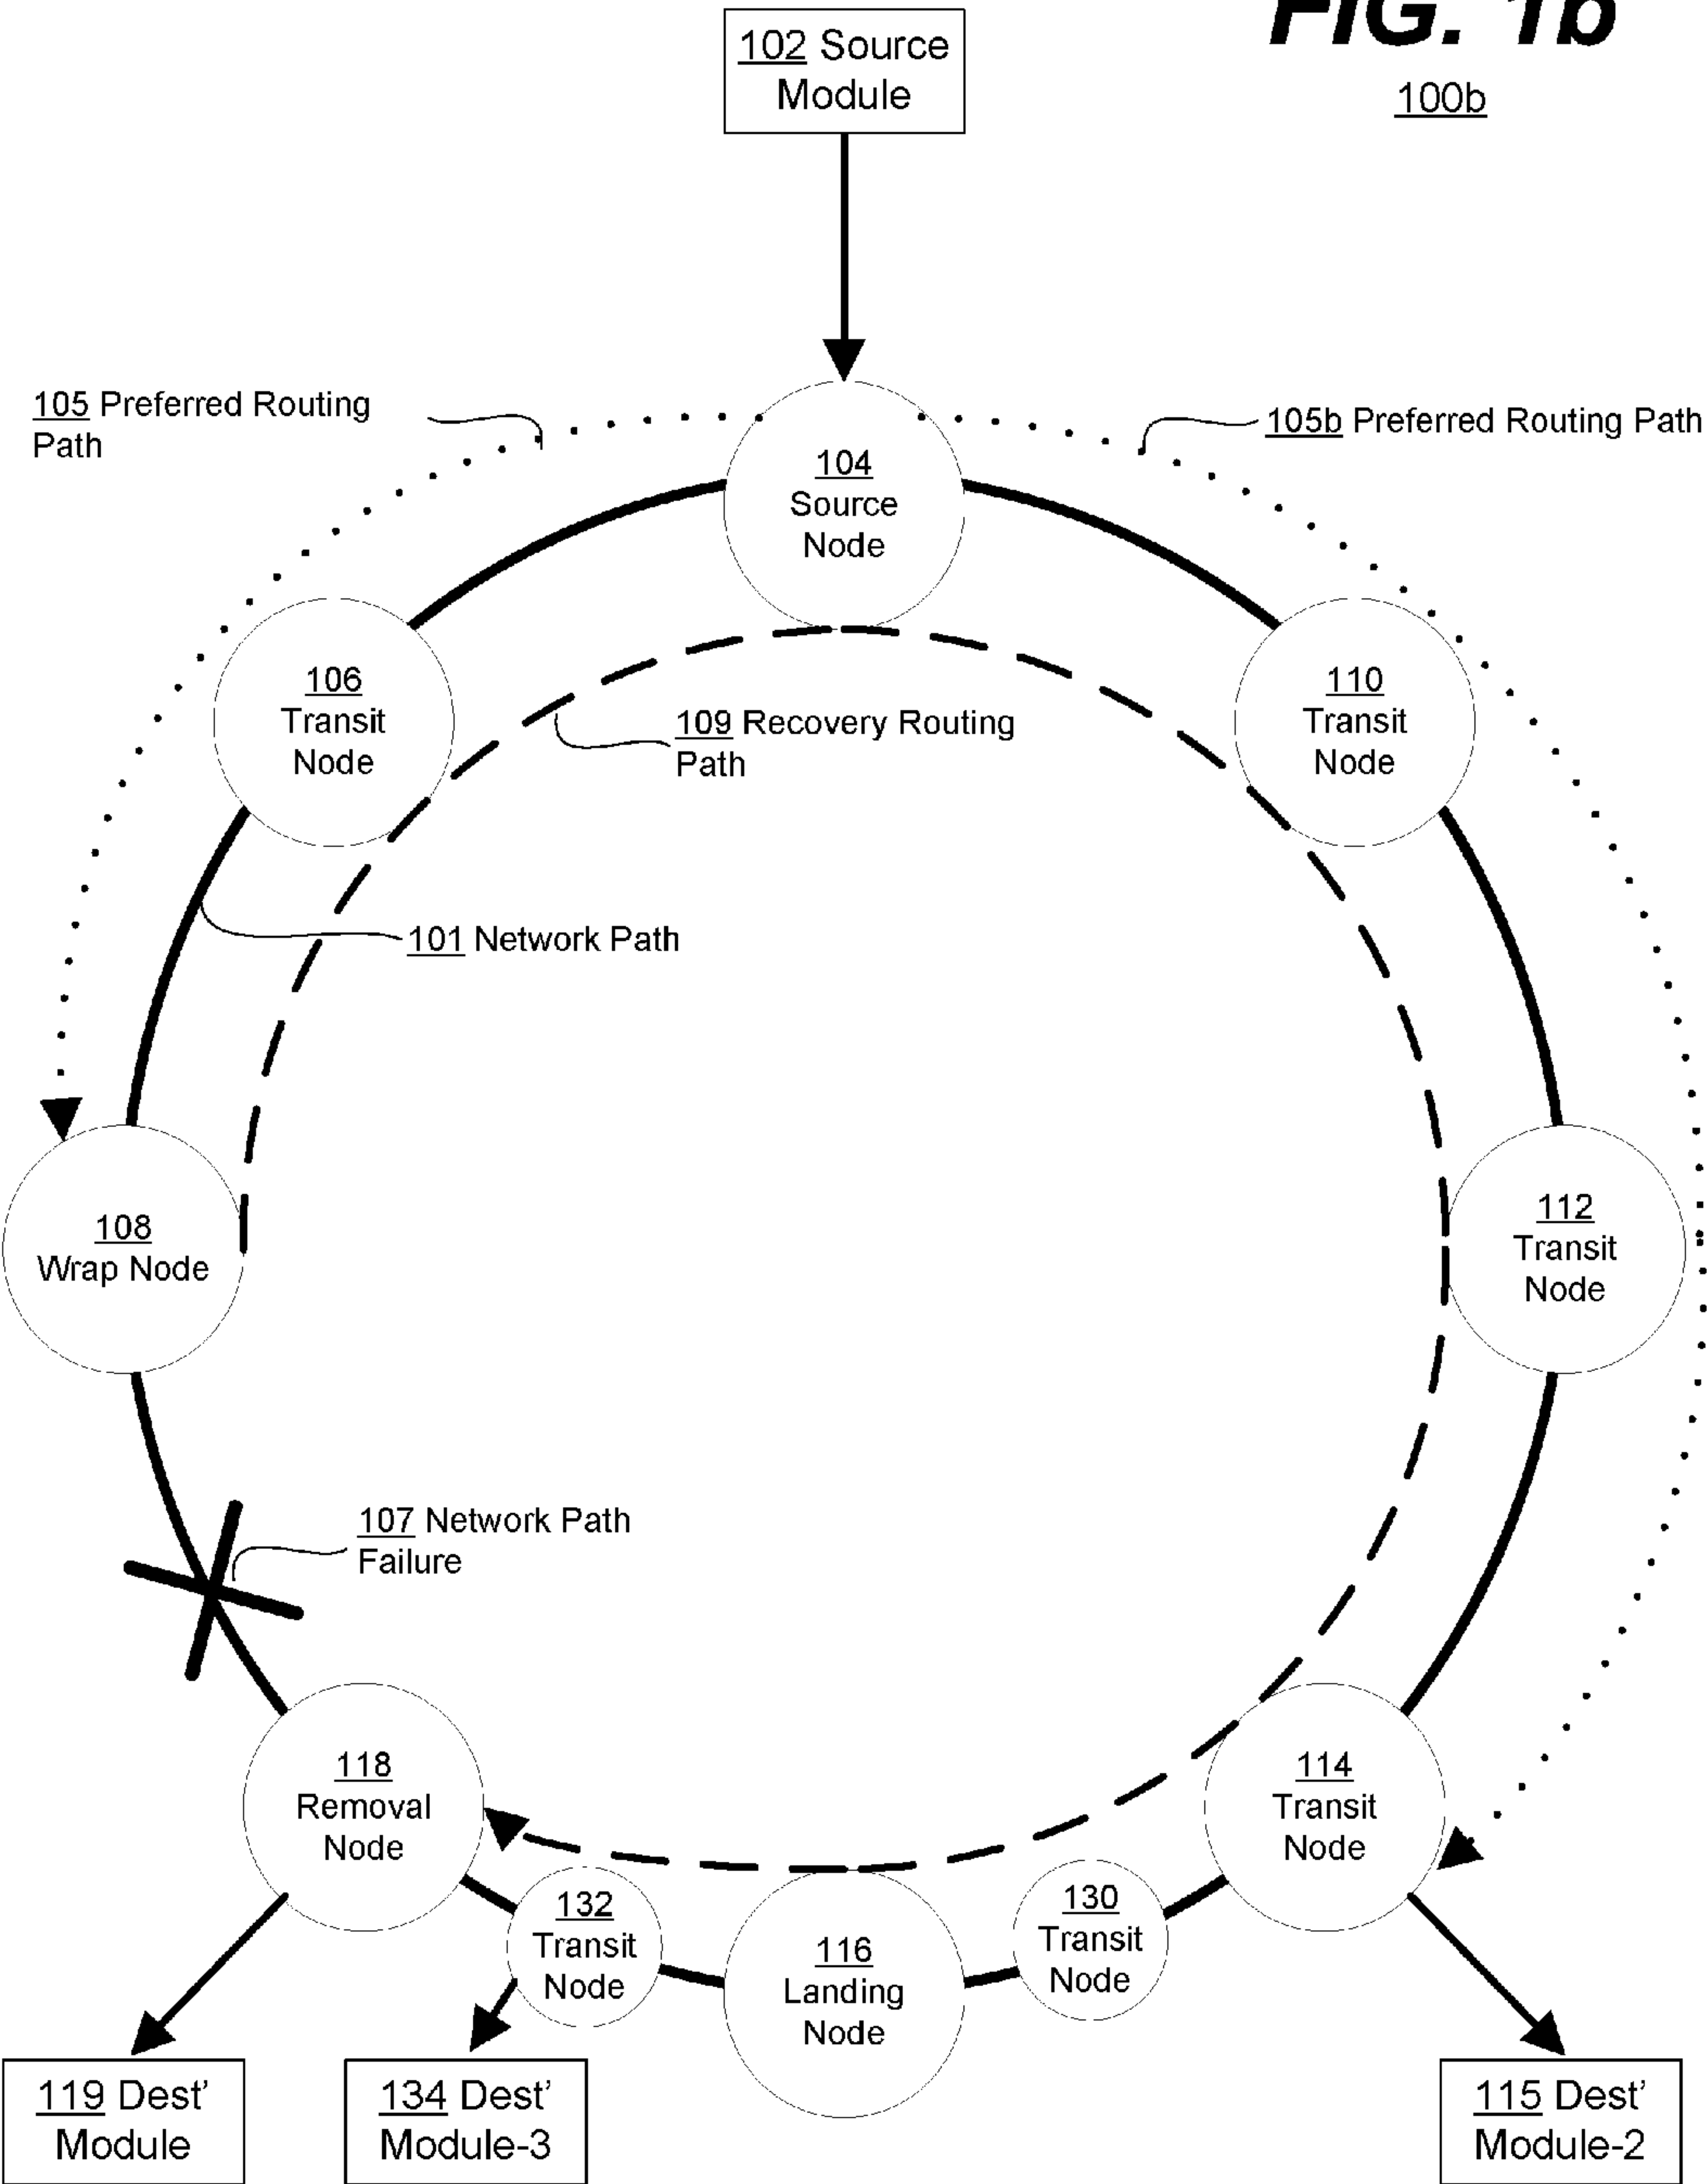 FIG. 1b
100b
102 Source
Module
105 Preferred Routing
Path
105b Preferred Routing Path
104
Source
Node
106
Transit
Node
110
Transit
Node
109 Recovery Routing
Path
101 Network Path
108
Wrap Node
112
Transit
Node
107 Network Path
Failure
118
Removal
Node
114
Transit
Node
132
Transit
Node
116
Landing
Node
130
Transit
Node
119 Dest’
Module
134 Dest’
Module-3
115 Dest’
Module-2